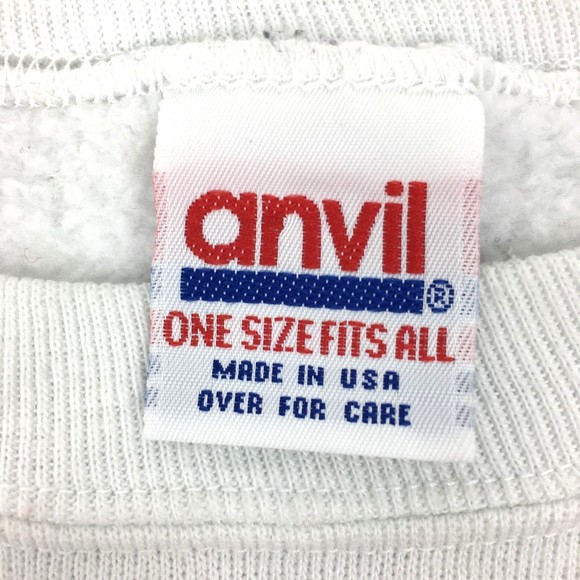 anvil
®
ONE SIZE FITS ALL
MADE IN USA
OVER FOR CARE